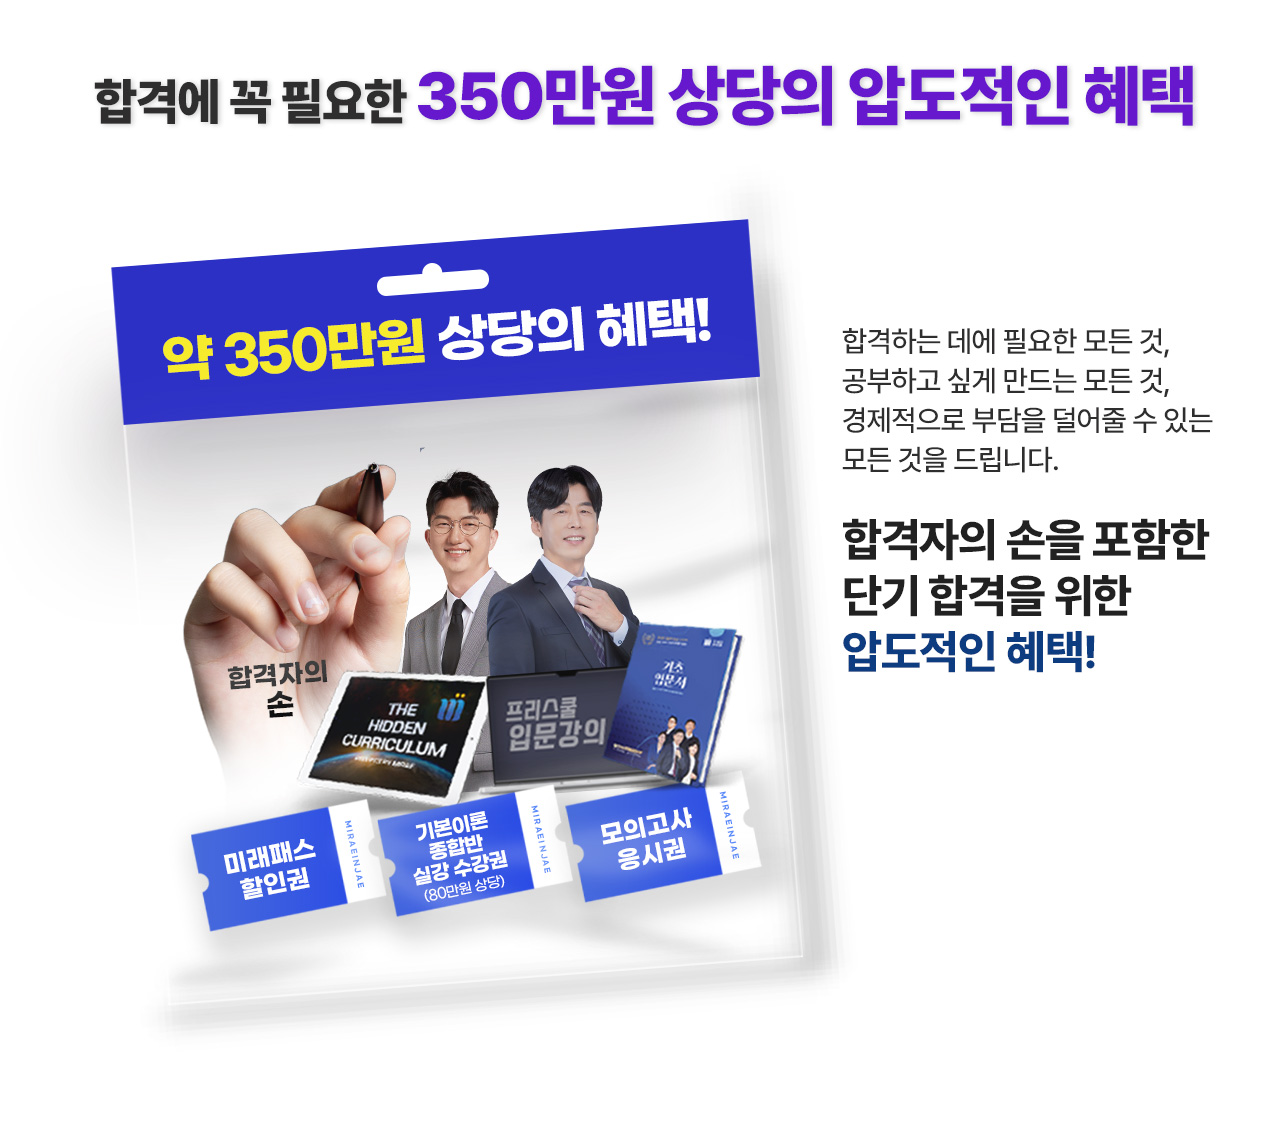 합격에 꼭 필요한 350만원 상당의 압도적인 혜택
약 350만원 상당의 혜택!
합격하는 데에 필요한 모든 것,
공부하고 싶게 만드는 모든 것,
경제적으로 부담을 덜어줄 수 있는
모든 것을 드립니다.
합격자의 손을 포함한
단기 합격을 위한
압도적인 혜택!
합격자의
손
THE
HIDDEN
CURRICULUM
프리스쿨
입문강의
기초
입문서
미래패스
할인권
MIRAEINJAE
기본이론
종합반
실강 수강권
(80만원 상당)
MIRAEINJAE
모의고사
응시권
MIRAEINJAE